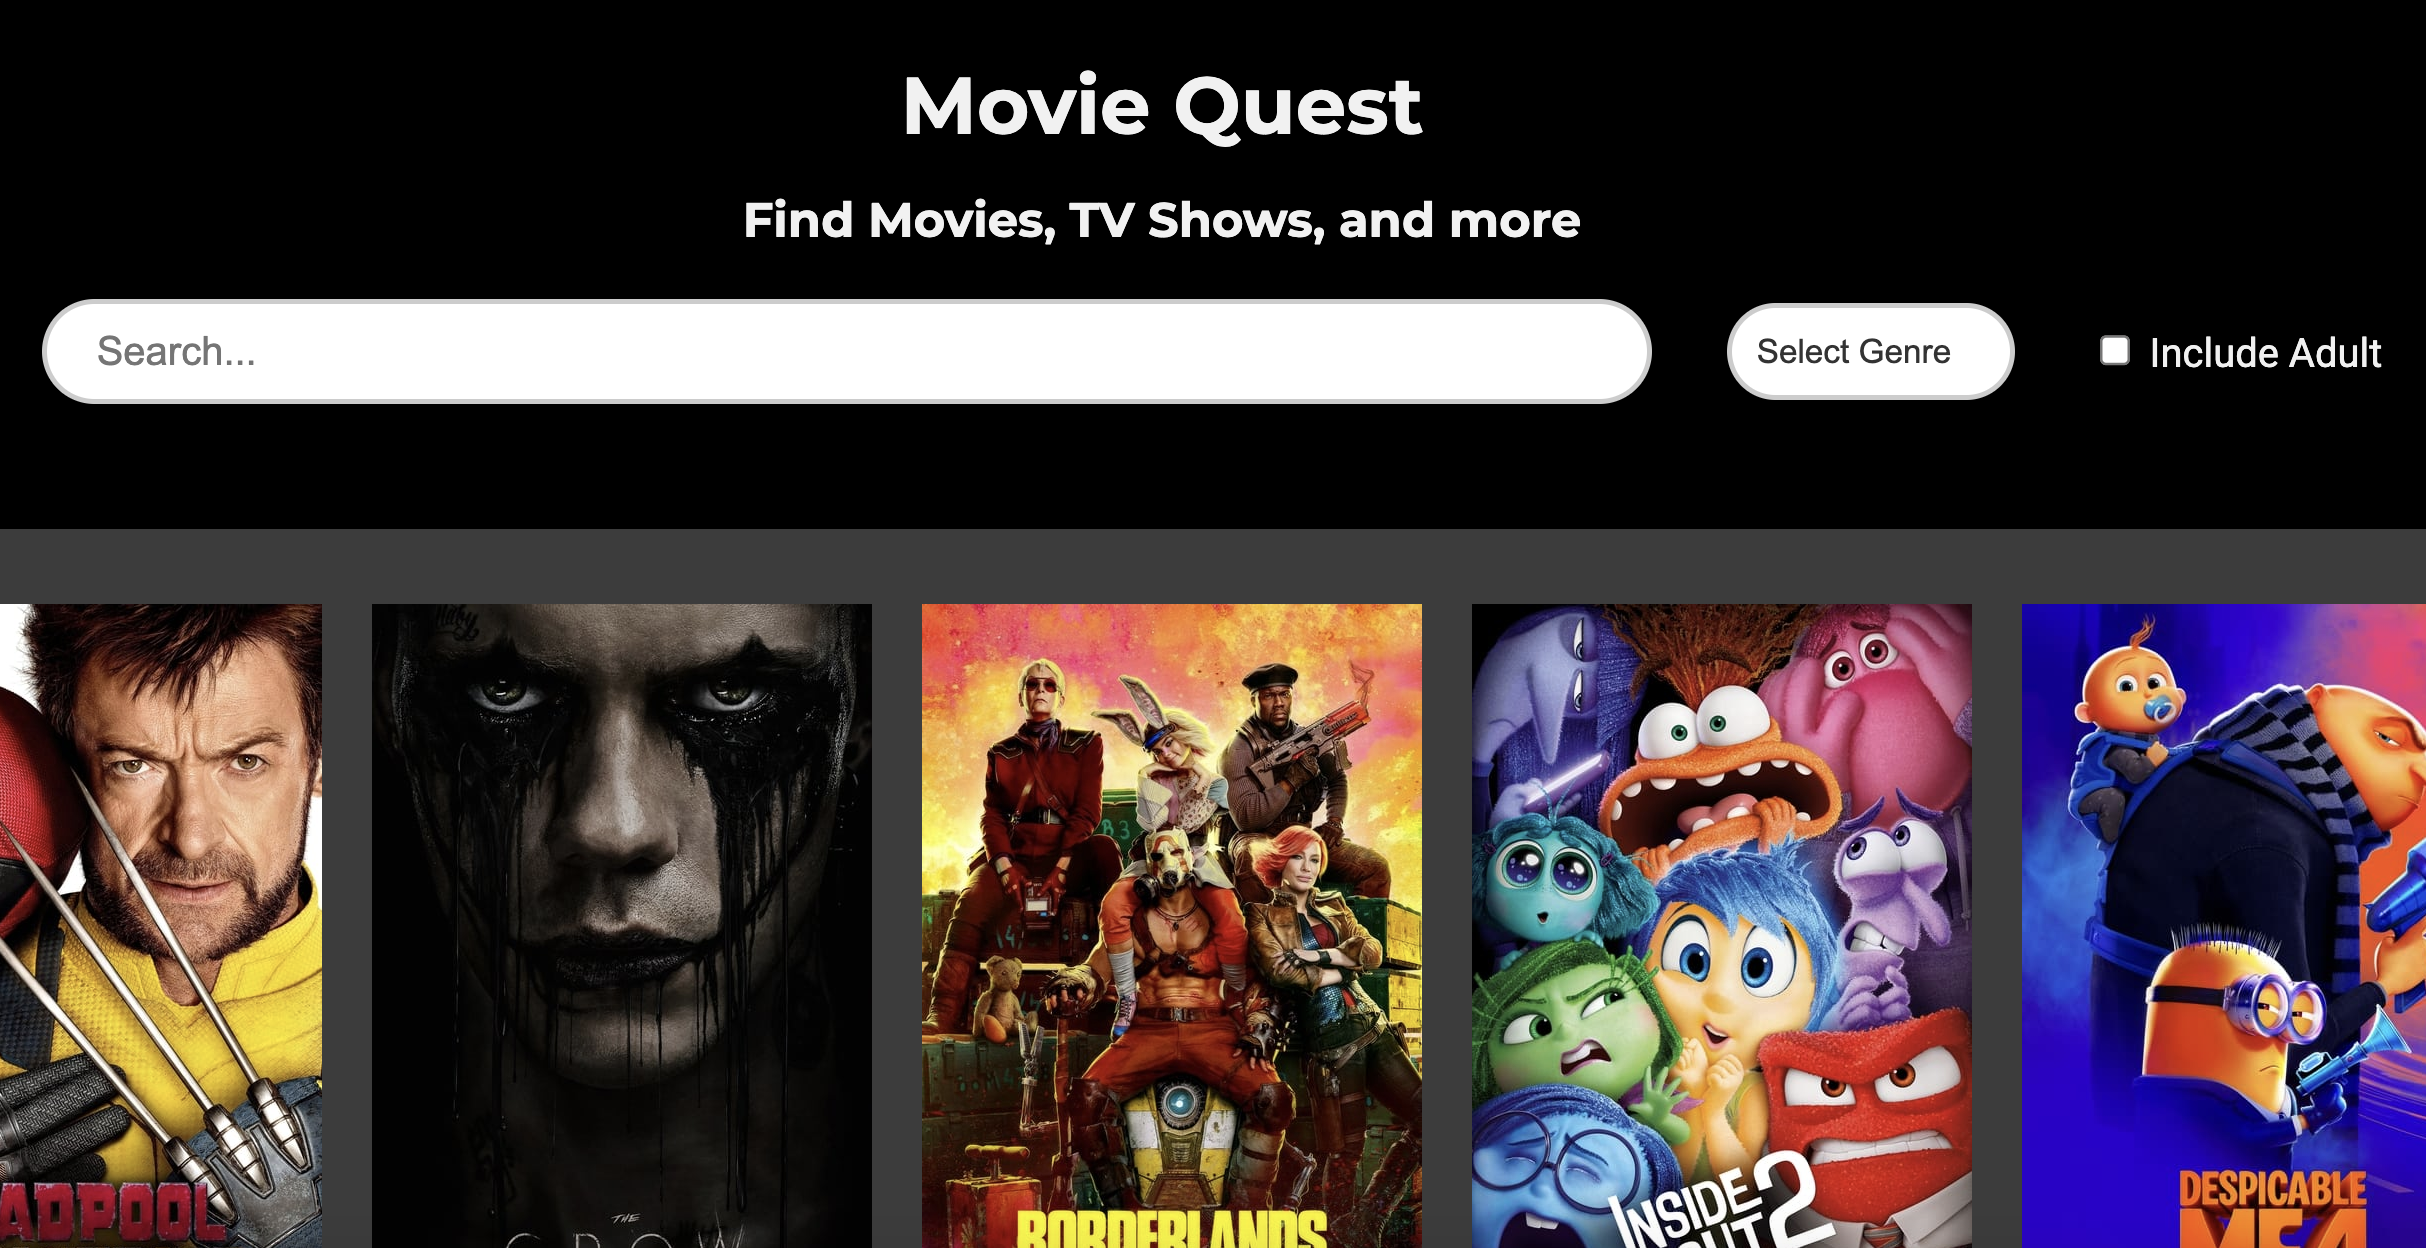 Movie Quest
Find Movies, TV Shows, and more
Search...
Select Genre
Include Adult
B 3
ADPOOL
THE
CROW
BORDERLANDS
INSIDE
OUT 2
DESPICABLE
ME 4